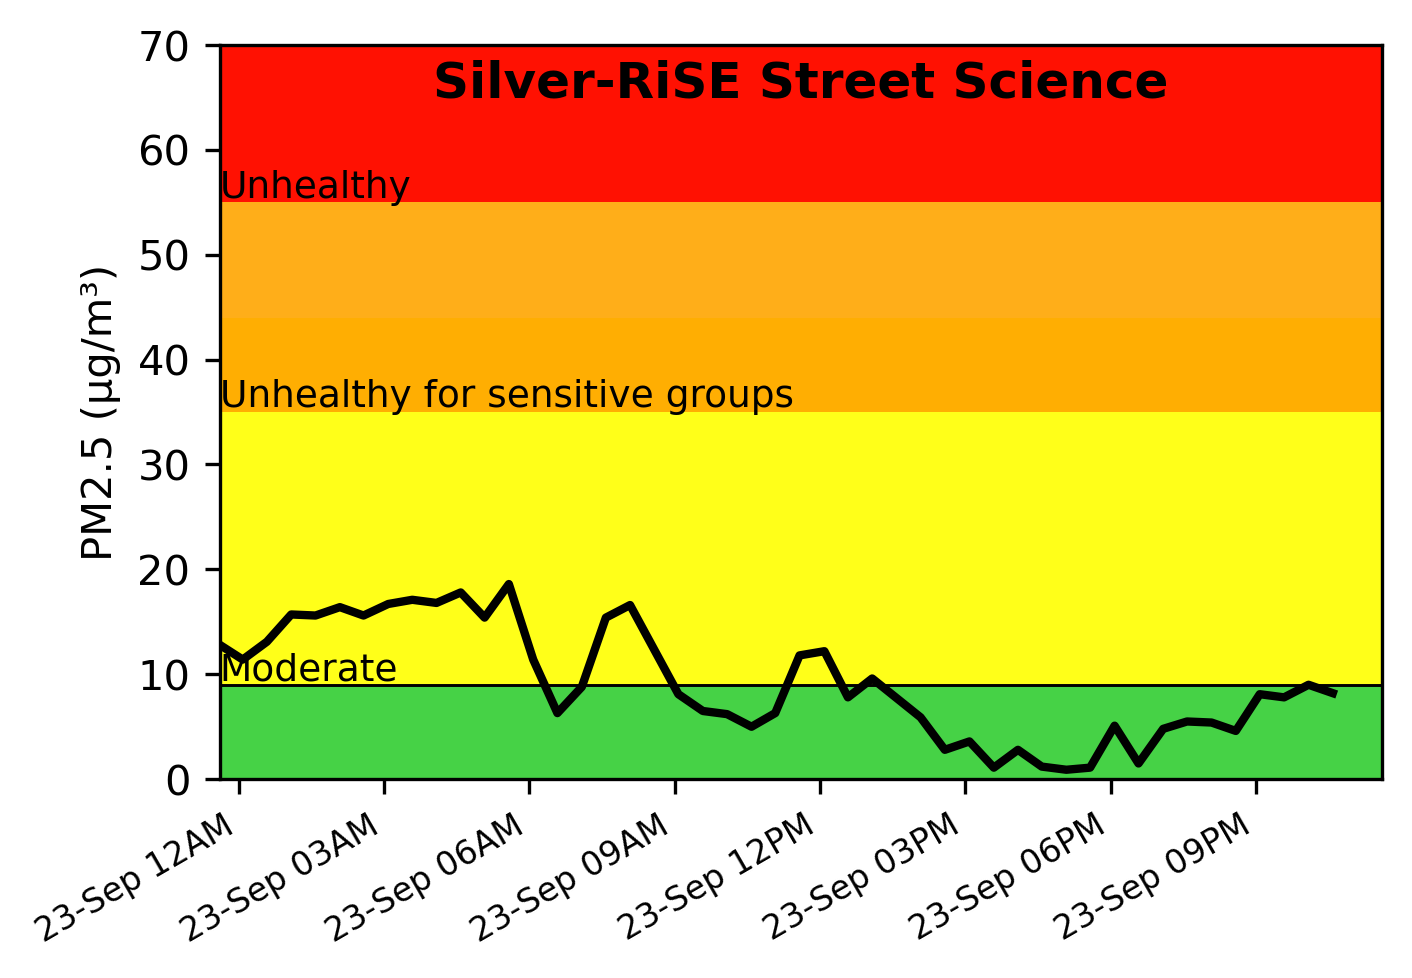 Silver-RiSE Street Science
PM2.5 (µg/m³)
70
60
Unhealthy
50
40
Unhealthy for sensitive groups
30
20
Moderate
10
0
23-Sep 12AM
23-Sep 03AM
23-Sep 06AM
23-Sep 09AM
23-Sep 12PM
23-Sep 03PM
23-Sep 06PM
23-Sep 09PM